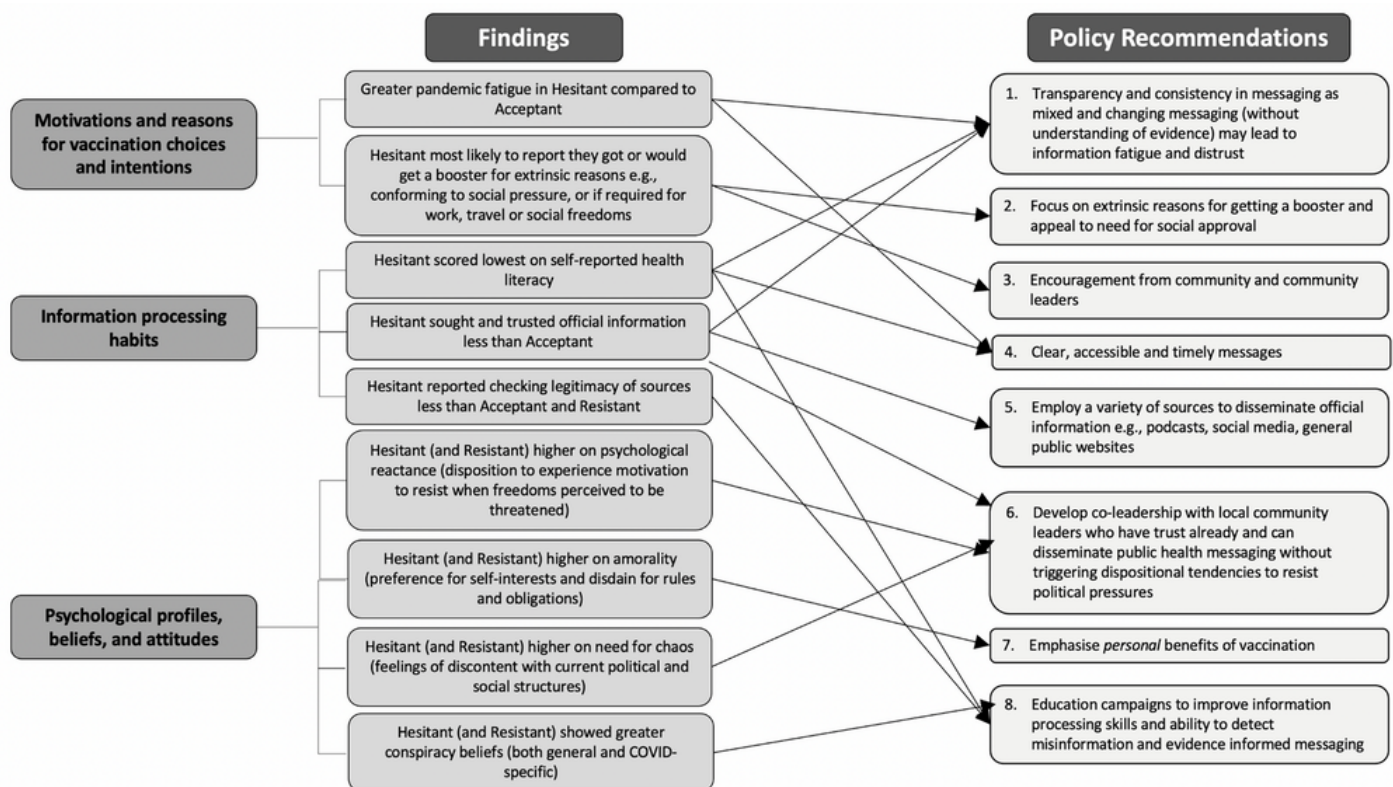 Findings
Policy Recommendations
Motivations and reasons
for vaccination choices
and intentions
Greater pandemic fatigue in Hesitant compared to
Acceptant
Hesitant most likely to report they got or would
get a booster for extrinsic reasons e.g.,
conforming to social pressure, or if required for
work, travel or social freedoms
Information processing
habits
Hesitant scored lowest on self-reported health
literacy
Hesitant sought and trusted official information
less than Acceptant
Hesitant reported checking legitimacy of sources
less than Acceptant and Resistant
Psychological profiles,
beliefs, and attitudes
Hesitant (and Resistant) higher on psychological
reactance (disposition to experience motivation
to resist when freedoms perceived to be
threatened)
Hesitant (and Resistant) higher on amorality
(preference for self-interests and disdain for rules
and obligations)
Hesitant (and Resistant) higher on need for chaos
(feelings of discontent with current political and
social structures)
Hesitant (and Resistant) showed greater
conspiracy beliefs (both general and COVID-
specific)
1. Transparency and consistency in messaging as
mixed and changing messaging (without
understanding of evidence) may lead to
information fatigue and distrust
2. Focus on extrinsic reasons for getting a booster and
appeal to need for social approval
3. Encouragement from community and community
leaders
4. Clear, accessible and timely messages
5. Employ a variety of sources to disseminate official
information e.g., podcasts, social media, general
public websites
6. Develop co-leadership with local community
leaders who have trust already and can
disseminate public health messaging without
triggering dispositional tendencies to resist
political pressures
7. Emphasise personal benefits of vaccination
8. Education campaigns to improve information
processing skills and ability to detect
misinformation and evidence informed messaging